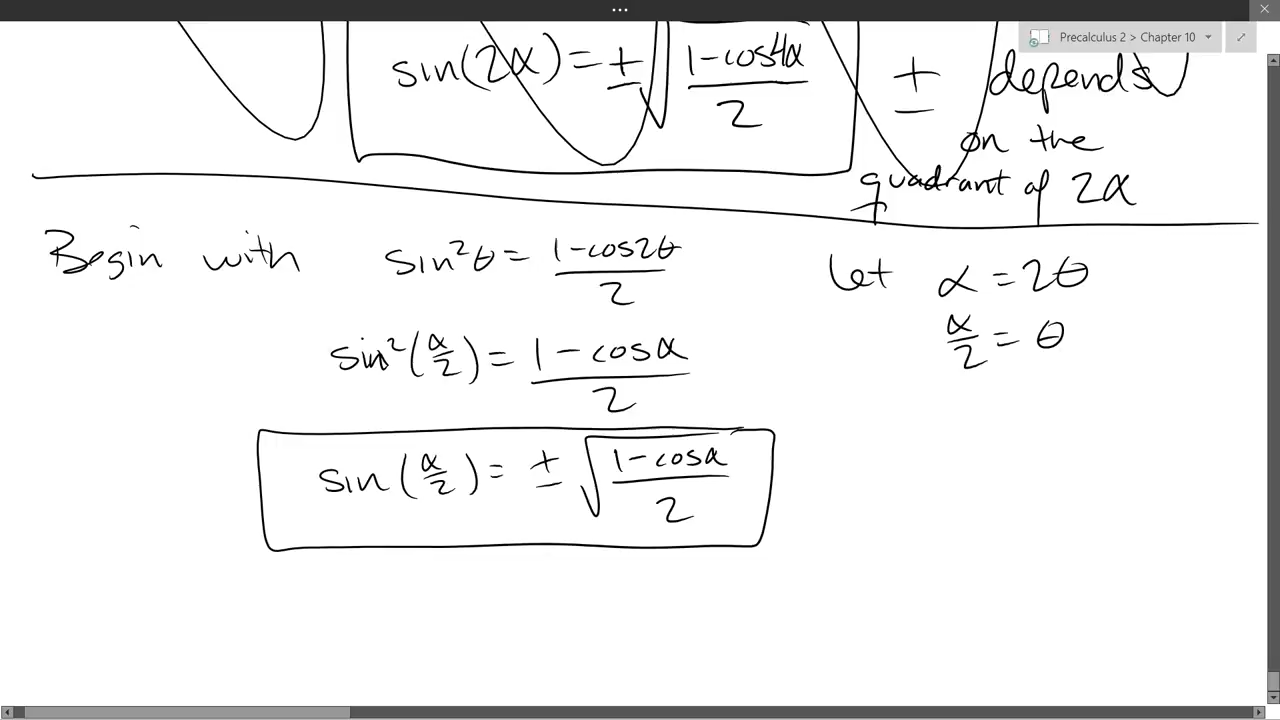 ...
Precalculus 2 > Chapter 10
sin(2α) = ± √((1-cos4α)/2)
± depends
on the
quadrant of 2α
Begin with sin²θ = (1-cos2θ)/2
let α = 2θ
α/2 = θ
sin²(α/2) = (1-cosα)/2
sin(α/2) = ± √((1-cosα)/2)